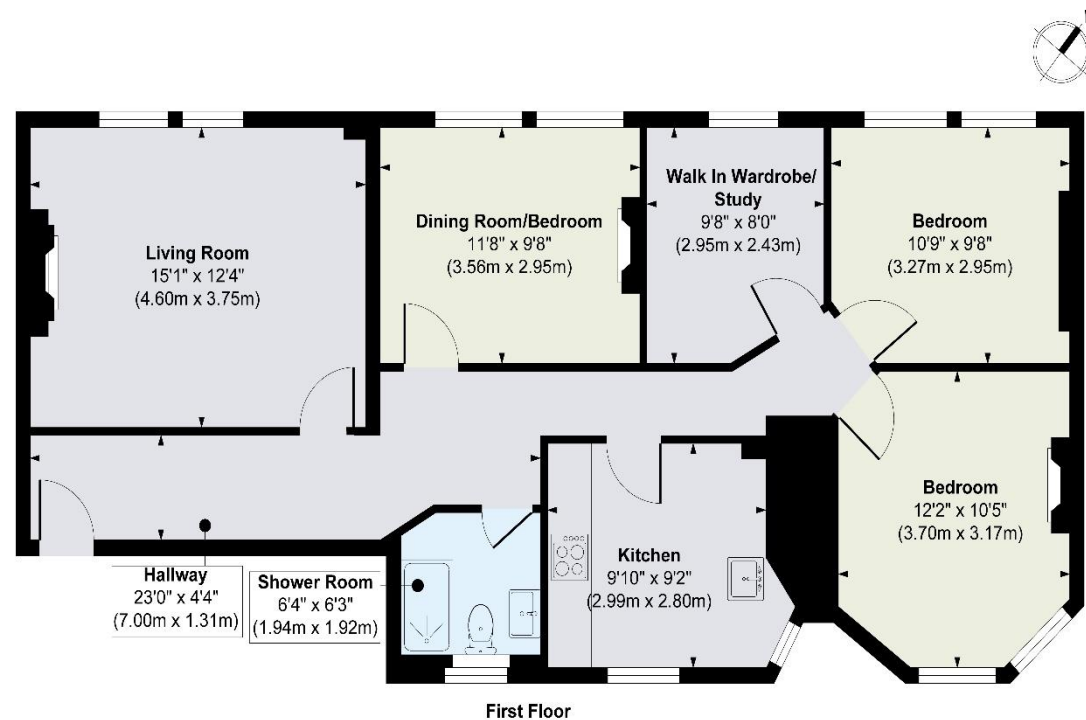 Living Room
15'1" x 12'4"
(4.60m x 3.75m)
Dining Room/Bedroom
11'8" x 9'8"
(3.56m x 2.95m)
Walk In Wardrobe/
Study
9'8" x 8'0"
(2.95m x 2.43m)
Bedroom
10'9" x 9'8"
(3.27m x 2.95m)
Bedroom
12'2" x 10'5"
(3.70m x 3.17m)
Kitchen
9'10" x 9'2"
(2.99m x 2.80m)
Hallway
23'0" x 4'4"
(7.00m x 1.31m)
Shower Room
6'4" x 6'3"
(1.94m x 1.92m)
First Floor